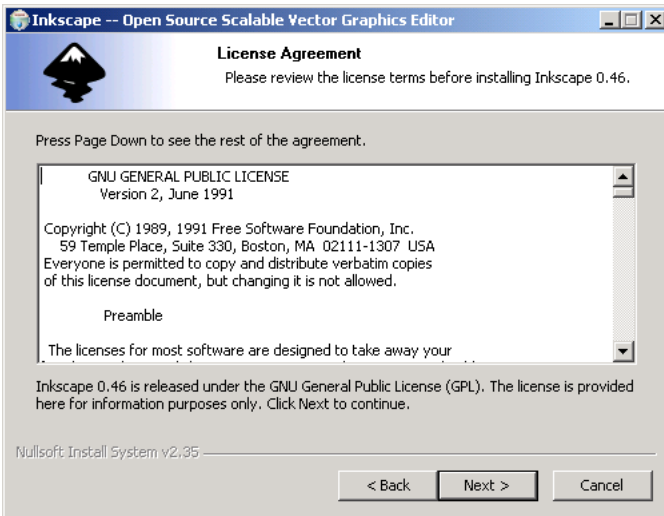 Inkscape -- Open Source Scalable Vector Graphics Editor
License Agreement
Please review the license terms before installing Inkscape 0.46.
Press Page Down to see the rest of the agreement.
GNU GENERAL PUBLIC LICENSE
Version 2, June 1991
Copyright (C) 1989, 1991 Free Software Foundation, Inc.
59 Temple Place, Suite 330, Boston, MA 02111-1307 USA
Everyone is permitted to copy and distribute verbatim copies
of this license document, but changing it is not allowed.
Preamble
The licenses for most software are designed to take away your
Inkscape 0.46 is released under the GNU General Public License (GPL). The license is provided
here for information purposes only. Click Next to continue.
Nullsoft Install System v2.35
< Back Next > Cancel